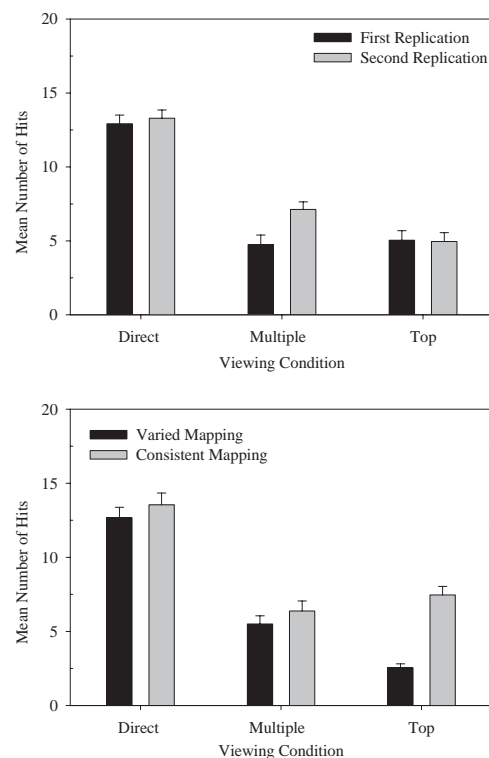 20
First Replication
Second Replication
15
10
5
0
Mean Number of Hits
Direct Multiple Top
Viewing Condition
20
Varied Mapping
Consistent Mapping
15
10
5
0
Mean Number of Hits
Direct Multiple Top
Viewing Condition